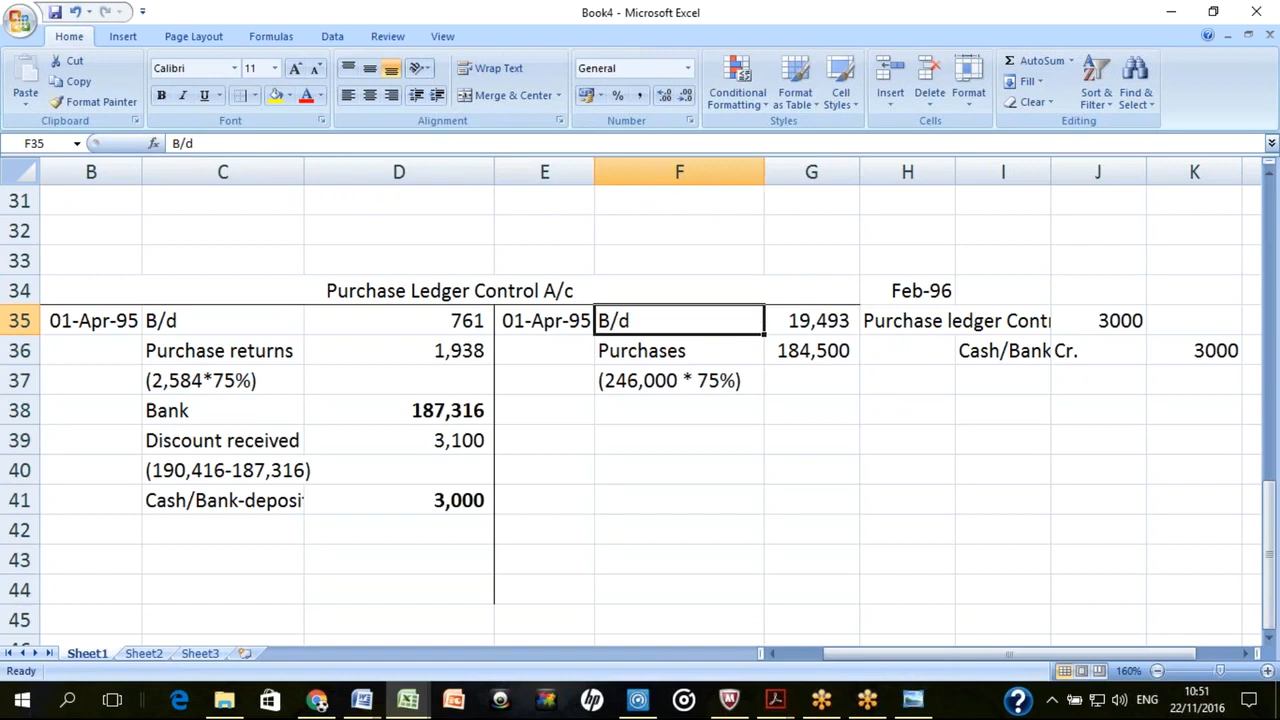 Book4 - Microsoft Excel
Home Insert Page Layout Formulas Data Review View
Paste
Cut
Copy
Format Painter
Calibri 11
B I U A
Wrap Text
Merge & Center
General
% ,
Conditional Formatting
Format as Table
Cell Styles
Insert
Delete
Format
AutoSum
Fill
Clear
Sort & Filter
Find & Select
Clipboard Font Alignment Number Styles Cells Editing
F35 fx B/d
B C D E F G H I J K
31
32
33
34 Purchase Ledger Control A/c Feb-96
35 01-Apr-95 B/d 761 01-Apr-95 B/d 19,493 Purchase ledger Contr 3000
36 Purchase returns 1,938 Purchases 184,500 Cash/Bank Cr. 3000
37 (2,584*75%) (246,000 * 75%)
38 Bank 187,316
39 Discount received 3,100
40 (190,416-187,316)
41 Cash/Bank-deposi 3,000
42
43
44
45
Sheet1 Sheet2 Sheet3
Ready 160%
ENG 10:51
22/11/2016